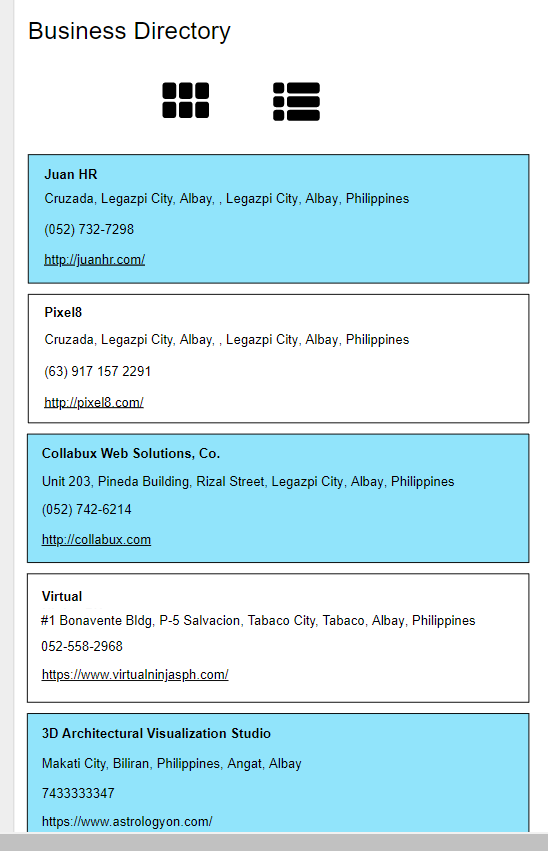 Business Directory
Juan HR
Cruzada, Legazpi City, Albay, , Legazpi City, Albay, Philippines
(052) 732-7298
http://juanhr.com/
Pixel8
Cruzada, Legazpi City, Albay, , Legazpi City, Albay, Philippines
(63) 917 157 2291
http://pixel8.com/
Collabux Web Solutions, Co.
Unit 203, Pineda Building, Rizal Street, Legazpi City, Albay, Philippines
(052) 742-6214
http://collabux.com
Virtual
#1 Bonavente Bldg, P-5 Salvacion, Tabaco City, Tabaco, Albay, Philippines
052-558-2968
https://www.virtualninjasph.com/
3D Architectural Visualization Studio
Makati City, Biliran, Philippines, Angat, Albay
7433333347
https://www.astrologyon.com/